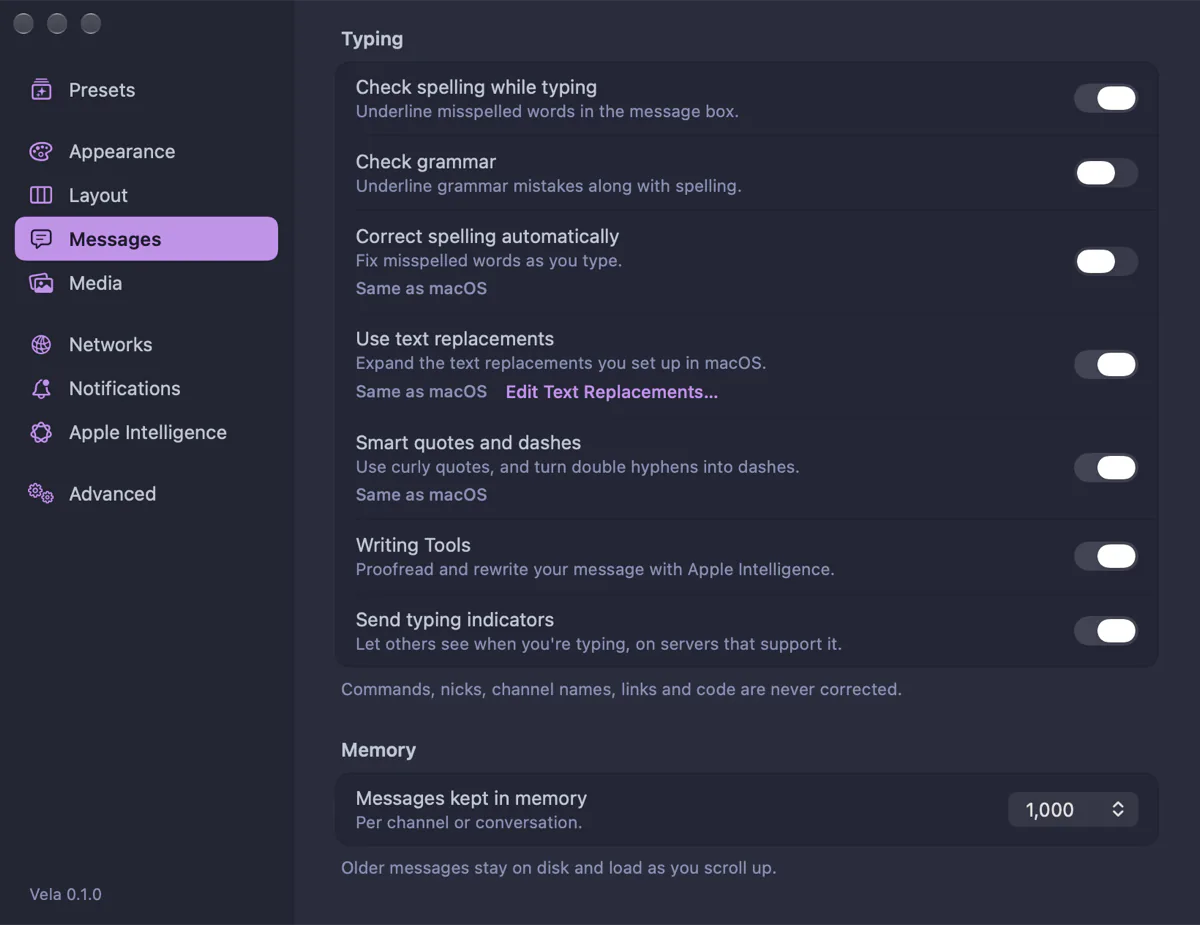 Presets
Appearance
Layout
Messages
Media
Networks
Notifications
Apple Intelligence
Advanced
Vela 0.1.0
Typing
Check spelling while typing
Underline misspelled words in the message box.
Check grammar
Underline grammar mistakes along with spelling.
Correct spelling automatically
Fix misspelled words as you type.
Same as macOS
Use text replacements
Expand the text replacements you set up in macOS.
Same as macOS Edit Text Replacements...
Smart quotes and dashes
Use curly quotes, and turn double hyphens into dashes.
Same as macOS
Writing Tools
Proofread and rewrite your message with Apple Intelligence.
Send typing indicators
Let others see when you're typing, on servers that support it.
Commands, nicks, channel names, links and code are never corrected.
Memory
Messages kept in memory
Per channel or conversation.
1,000
Older messages stay on disk and load as you scroll up.